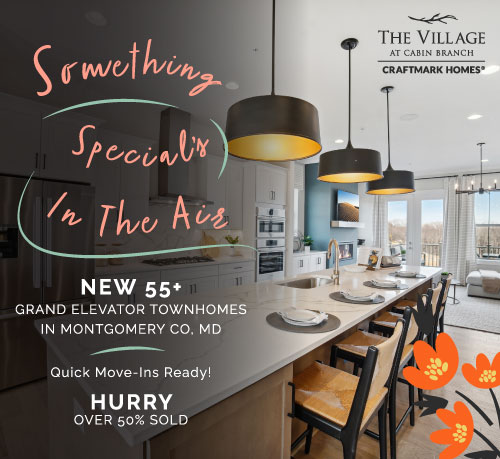 THE VILLAGE
AT CABIN BRANCH
CRAFTMARK HOMES®
Something
Special's
In The Air
NEW 55+
GRAND ELEVATOR TOWNHOMES
IN MONTGOMERY CO, MD
Quick Move-Ins Ready!
HURRY
OVER 50% SOLD